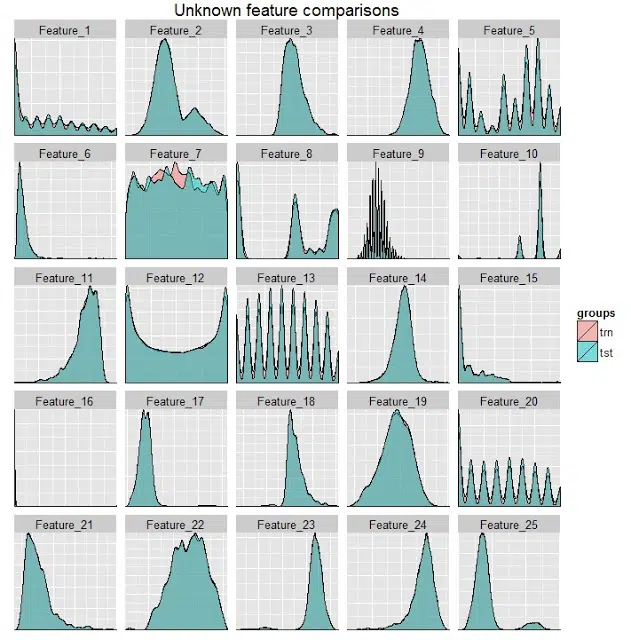 Unknown feature comparisons
Feature_1 Feature_2 Feature_3 Feature_4 Feature_5
Feature_6 Feature_7 Feature_8 Feature_9 Feature_10
Feature_11 Feature_12 Feature_13 Feature_14 Feature_15
groups
trn
tst
Feature_16 Feature_17 Feature_18 Feature_19 Feature_20
Feature_21 Feature_22 Feature_23 Feature_24 Feature_25